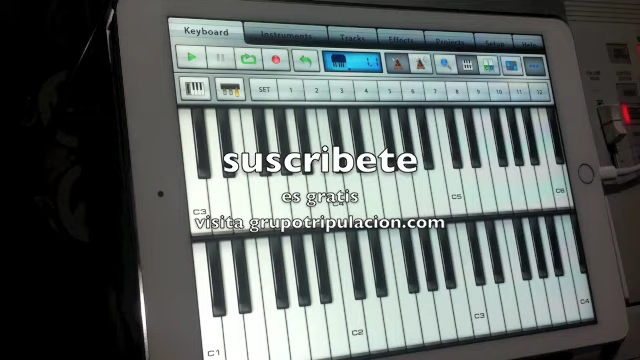 Keyboard
Instruments
Tracks
Effects
Projects
Setup
Help
SET 1 2 3 4 5 6 7 8 9 10 11 12
suscribete
es gratis
visita grupotripulacion.com
C3
C5
C6
C1
C2
C3
C4